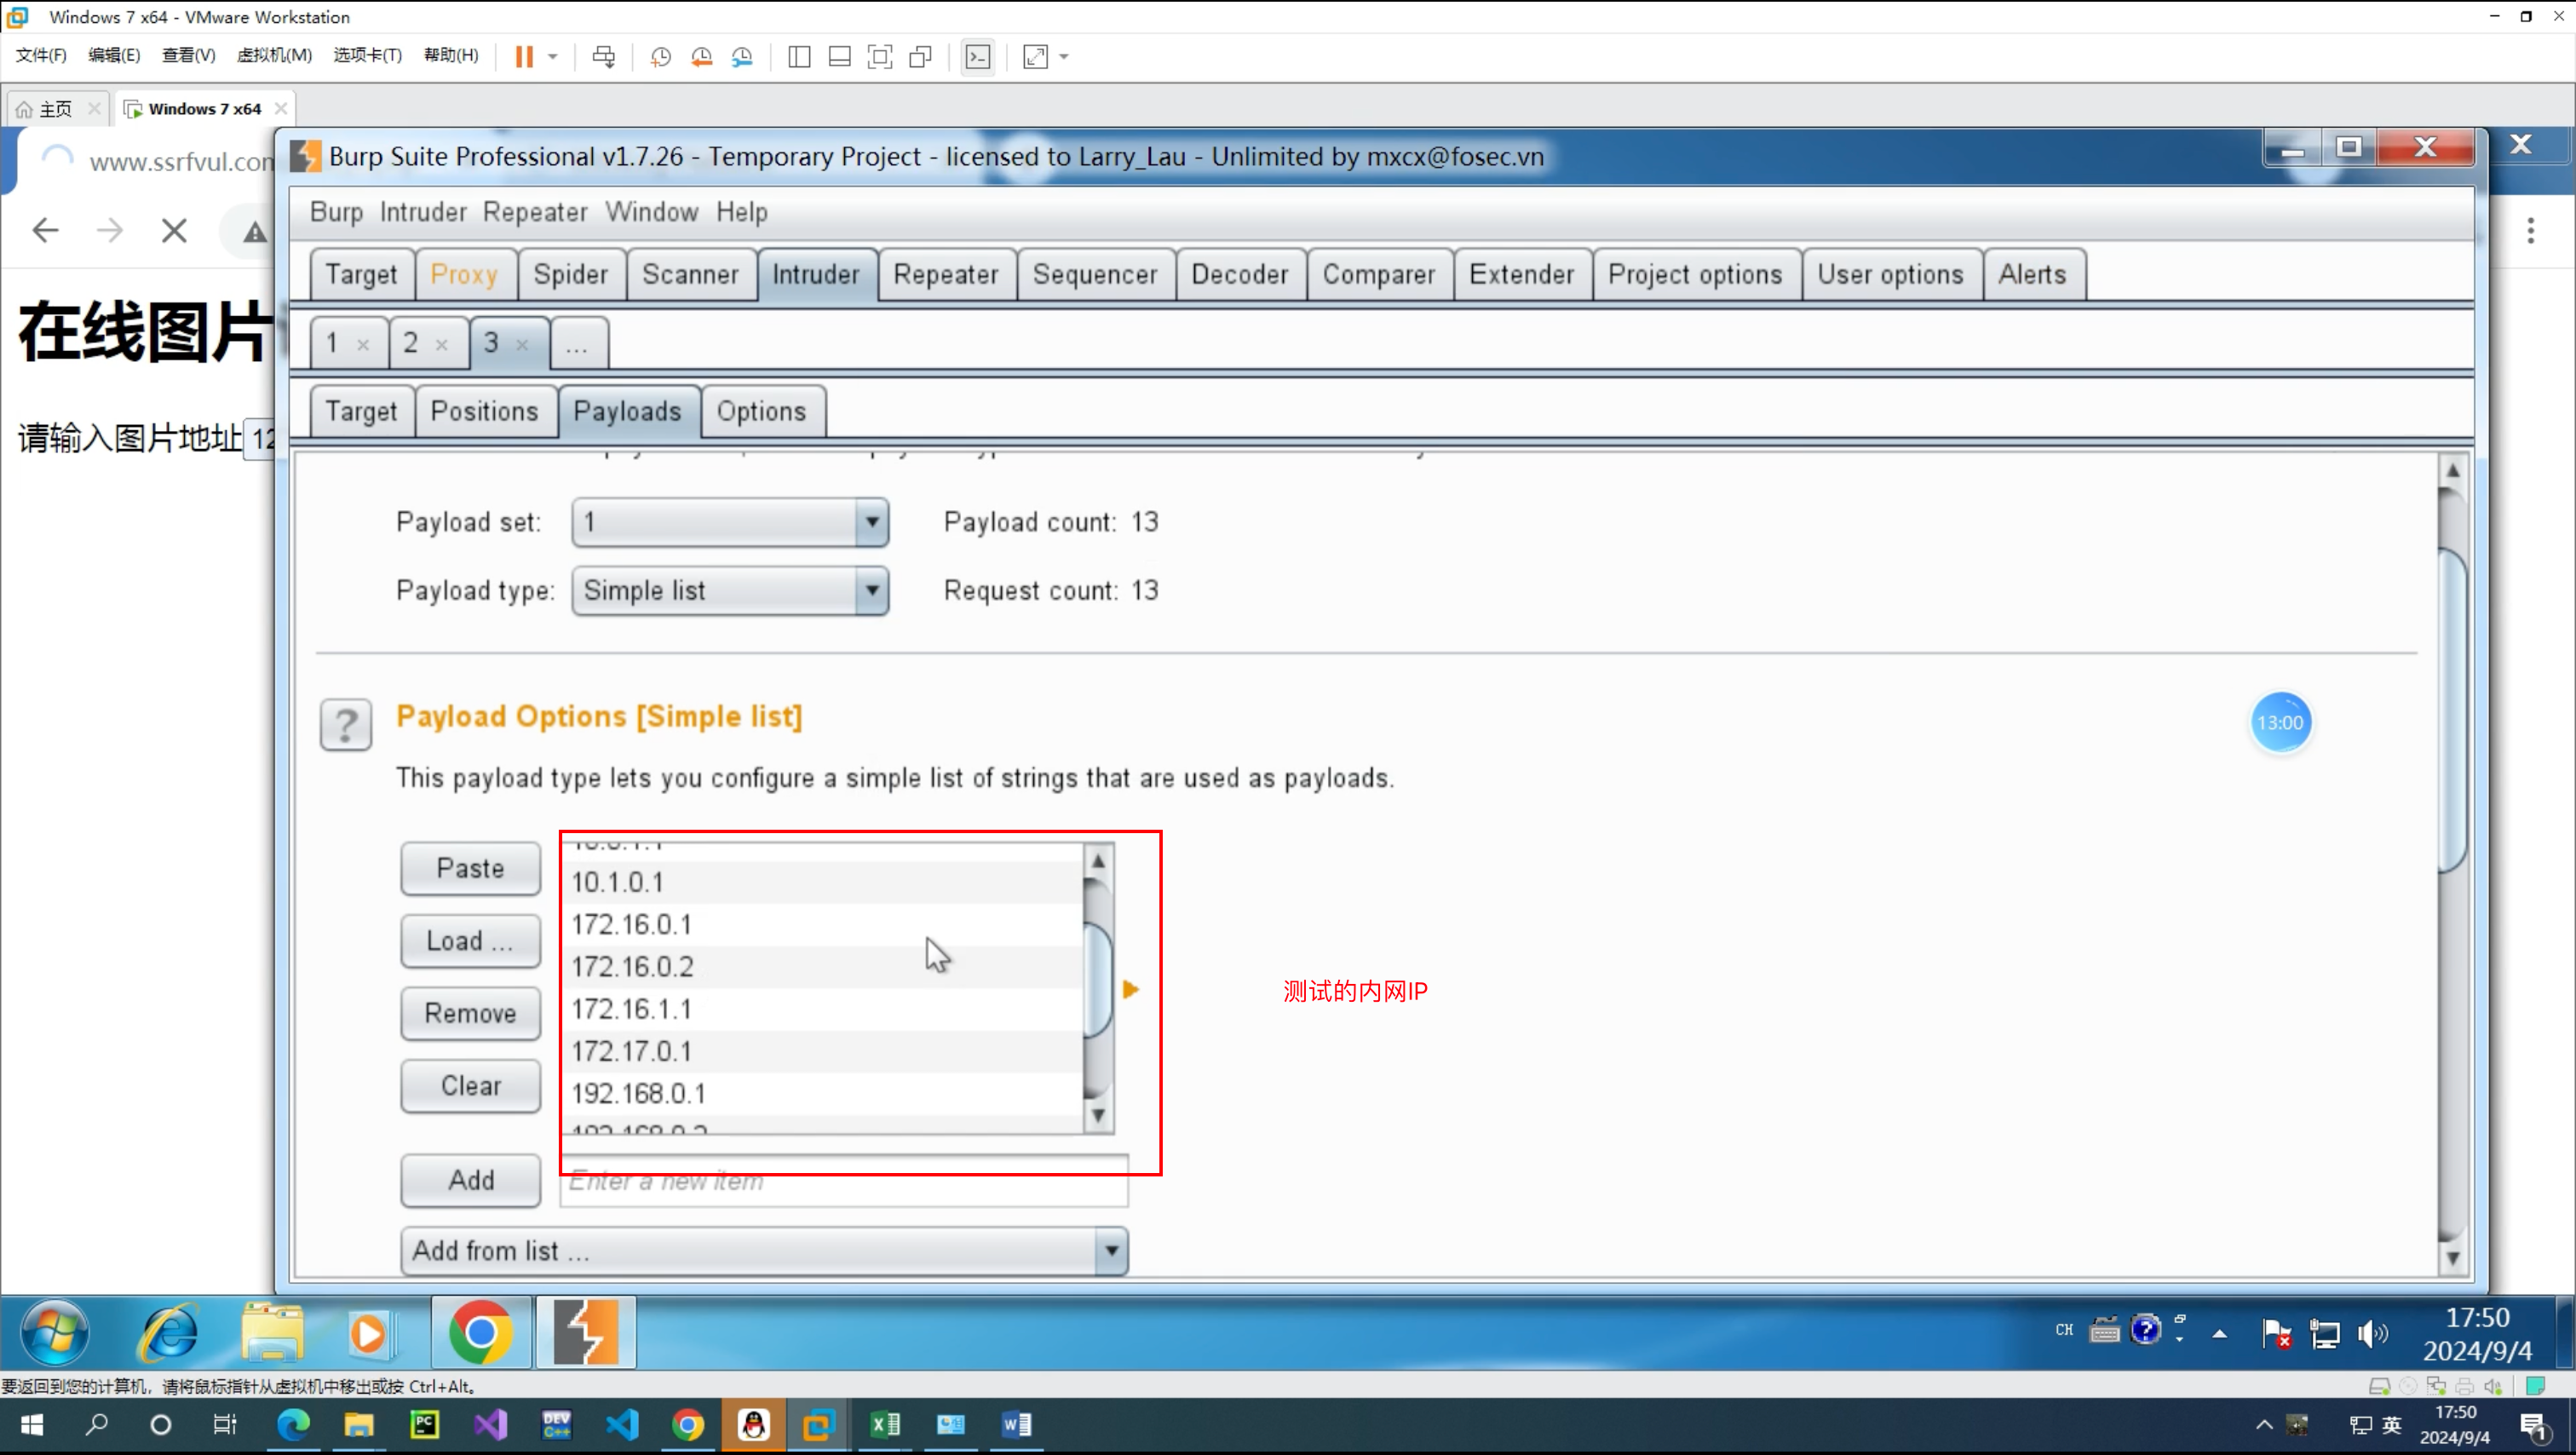 Windows 7 x64 - VMware Workstation
文件(F) 编辑(E) 查看(V) 虚拟机(M) 选项卡(T) 帮助(H)
主页 Windows 7 x64
www.ssrfvul.com
Burp Suite Professional v1.7.26 - Temporary Project - licensed to Larry_Lau - Unlimited by mxcx@fosec.vn
Burp Intruder Repeater Window Help
Target Proxy Spider Scanner Intruder Repeater Sequencer Decoder Comparer Extender Project options User options Alerts
在线图片
1 2 3 ...
Target Positions Payloads Options
请输入图片地址 12
Payload set: 1 Payload count: 13
Payload type: Simple list Request count: 13
? Payload Options [Simple list]
13:00
This payload type lets you configure a simple list of strings that are used as payloads.
Paste
10.1.0.1
172.16.0.1
Load ...
172.16.0.2
测试的内网IP
Remove
172.16.1.1
172.17.0.1
Clear
192.168.0.1
Add Enter a new item
Add from list ...
CH
17:50
2024/9/4
要返回到您的计算机，请将鼠标指针从虚拟机中移出或按 Ctrl+Alt。
PC
DEV C++
英
17:50
2024/9/4
1